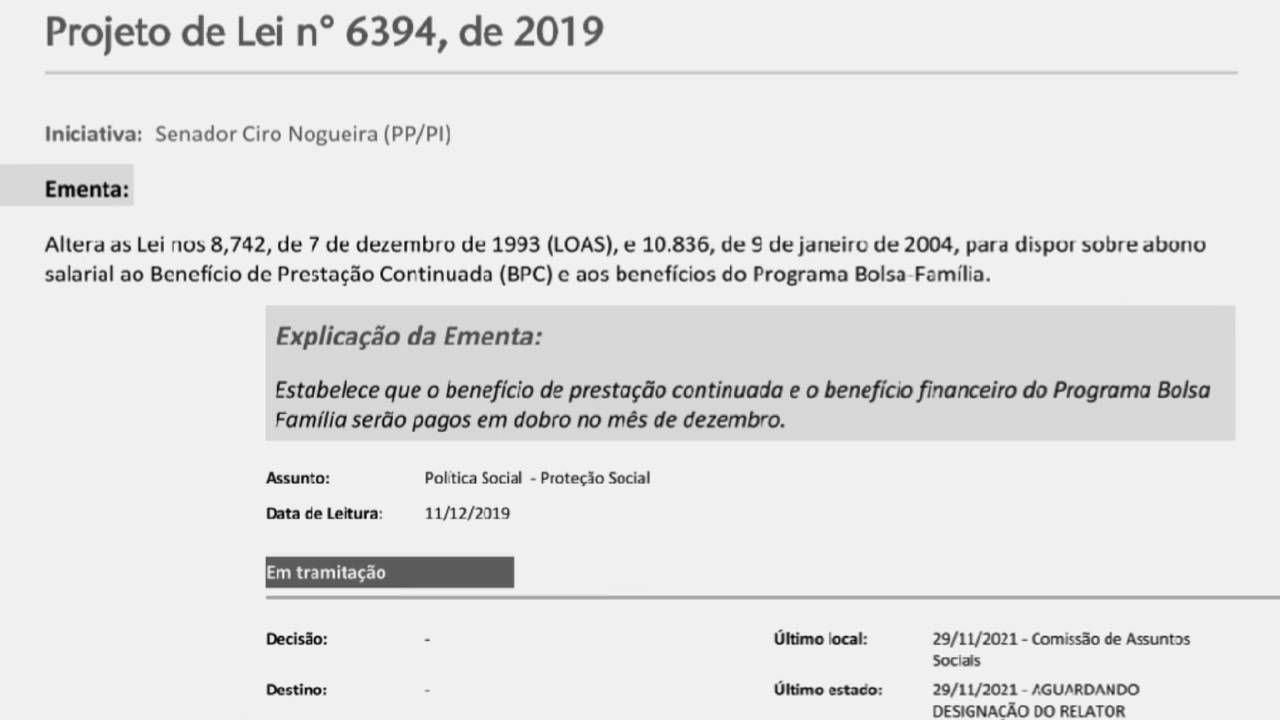 Projeto de Lei n° 6394, de 2019
Iniciativa: Senador Ciro Nogueira (PP/PI)
Ementa:
Altera as Lei nos 8,742, de 7 de dezembro de 1993 (LOAS), e 10.836, de 9 de janeiro de 2004, para dispor sobre abono
salarial ao Benefício de Prestação Continuada (BPC) e aos benefícios do Programa Bolsa-Família.
Explicação da Ementa:
Estabelece que o benefício de prestação continuada e o benefício financeiro do Programa Bolsa
Família serão pagos em dobro no mês de dezembro.
Assunto: Política Social - Proteção Social
Data de Leitura: 11/12/2019
Em tramitação
Decisão: - Último local: 29/11/2021 - Comissão de Assuntos
Sociais
Destino: - Último estado: 29/11/2021 - AGUARDANDO
DESIGNAÇÃO DO RELATOR